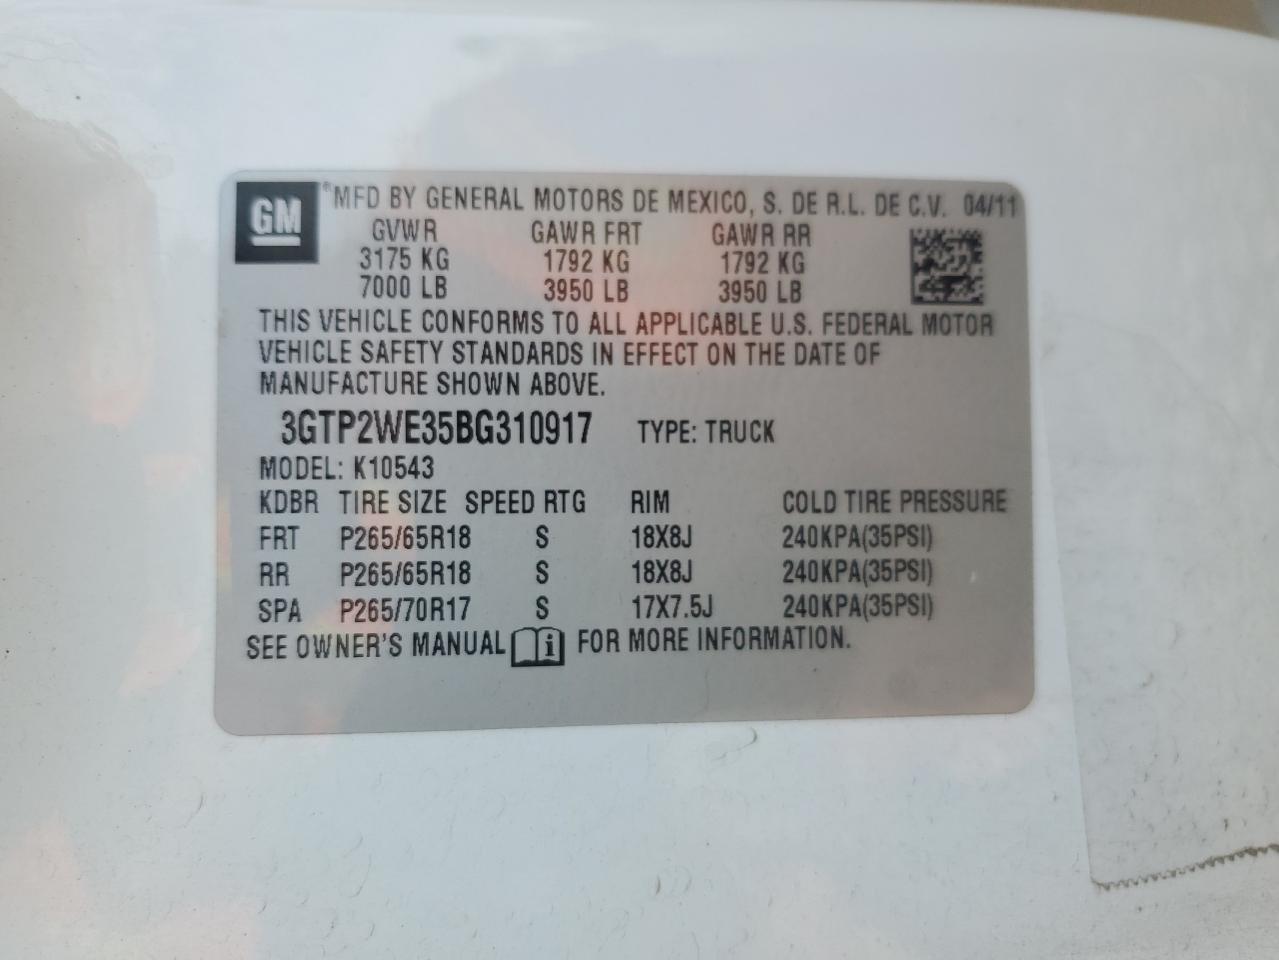 GM ® MFD BY GENERAL MOTORS DE MEXICO, S. DE R.L. DE C.V. 04/11
GVWR GAWR FRT GAWR RR
3175 KG 1792 KG 1792 KG
7000 LB 3950 LB 3950 LB
THIS VEHICLE CONFORMS TO ALL APPLICABLE U.S. FEDERAL MOTOR
VEHICLE SAFETY STANDARDS IN EFFECT ON THE DATE OF
MANUFACTURE SHOWN ABOVE.
3GTP2WE35BG310917 TYPE: TRUCK
MODEL: K10543
KDBR TIRE SIZE SPEED RTG RIM COLD TIRE PRESSURE
FRT P265/65R18 S 18X8J 240KPA(35PSI)
RR P265/65R18 S 18X8J 240KPA(35PSI)
SPA P265/70R17 S 17X7.5J 240KPA(35PSI)
SEE OWNER'S MANUAL i FOR MORE INFORMATION.